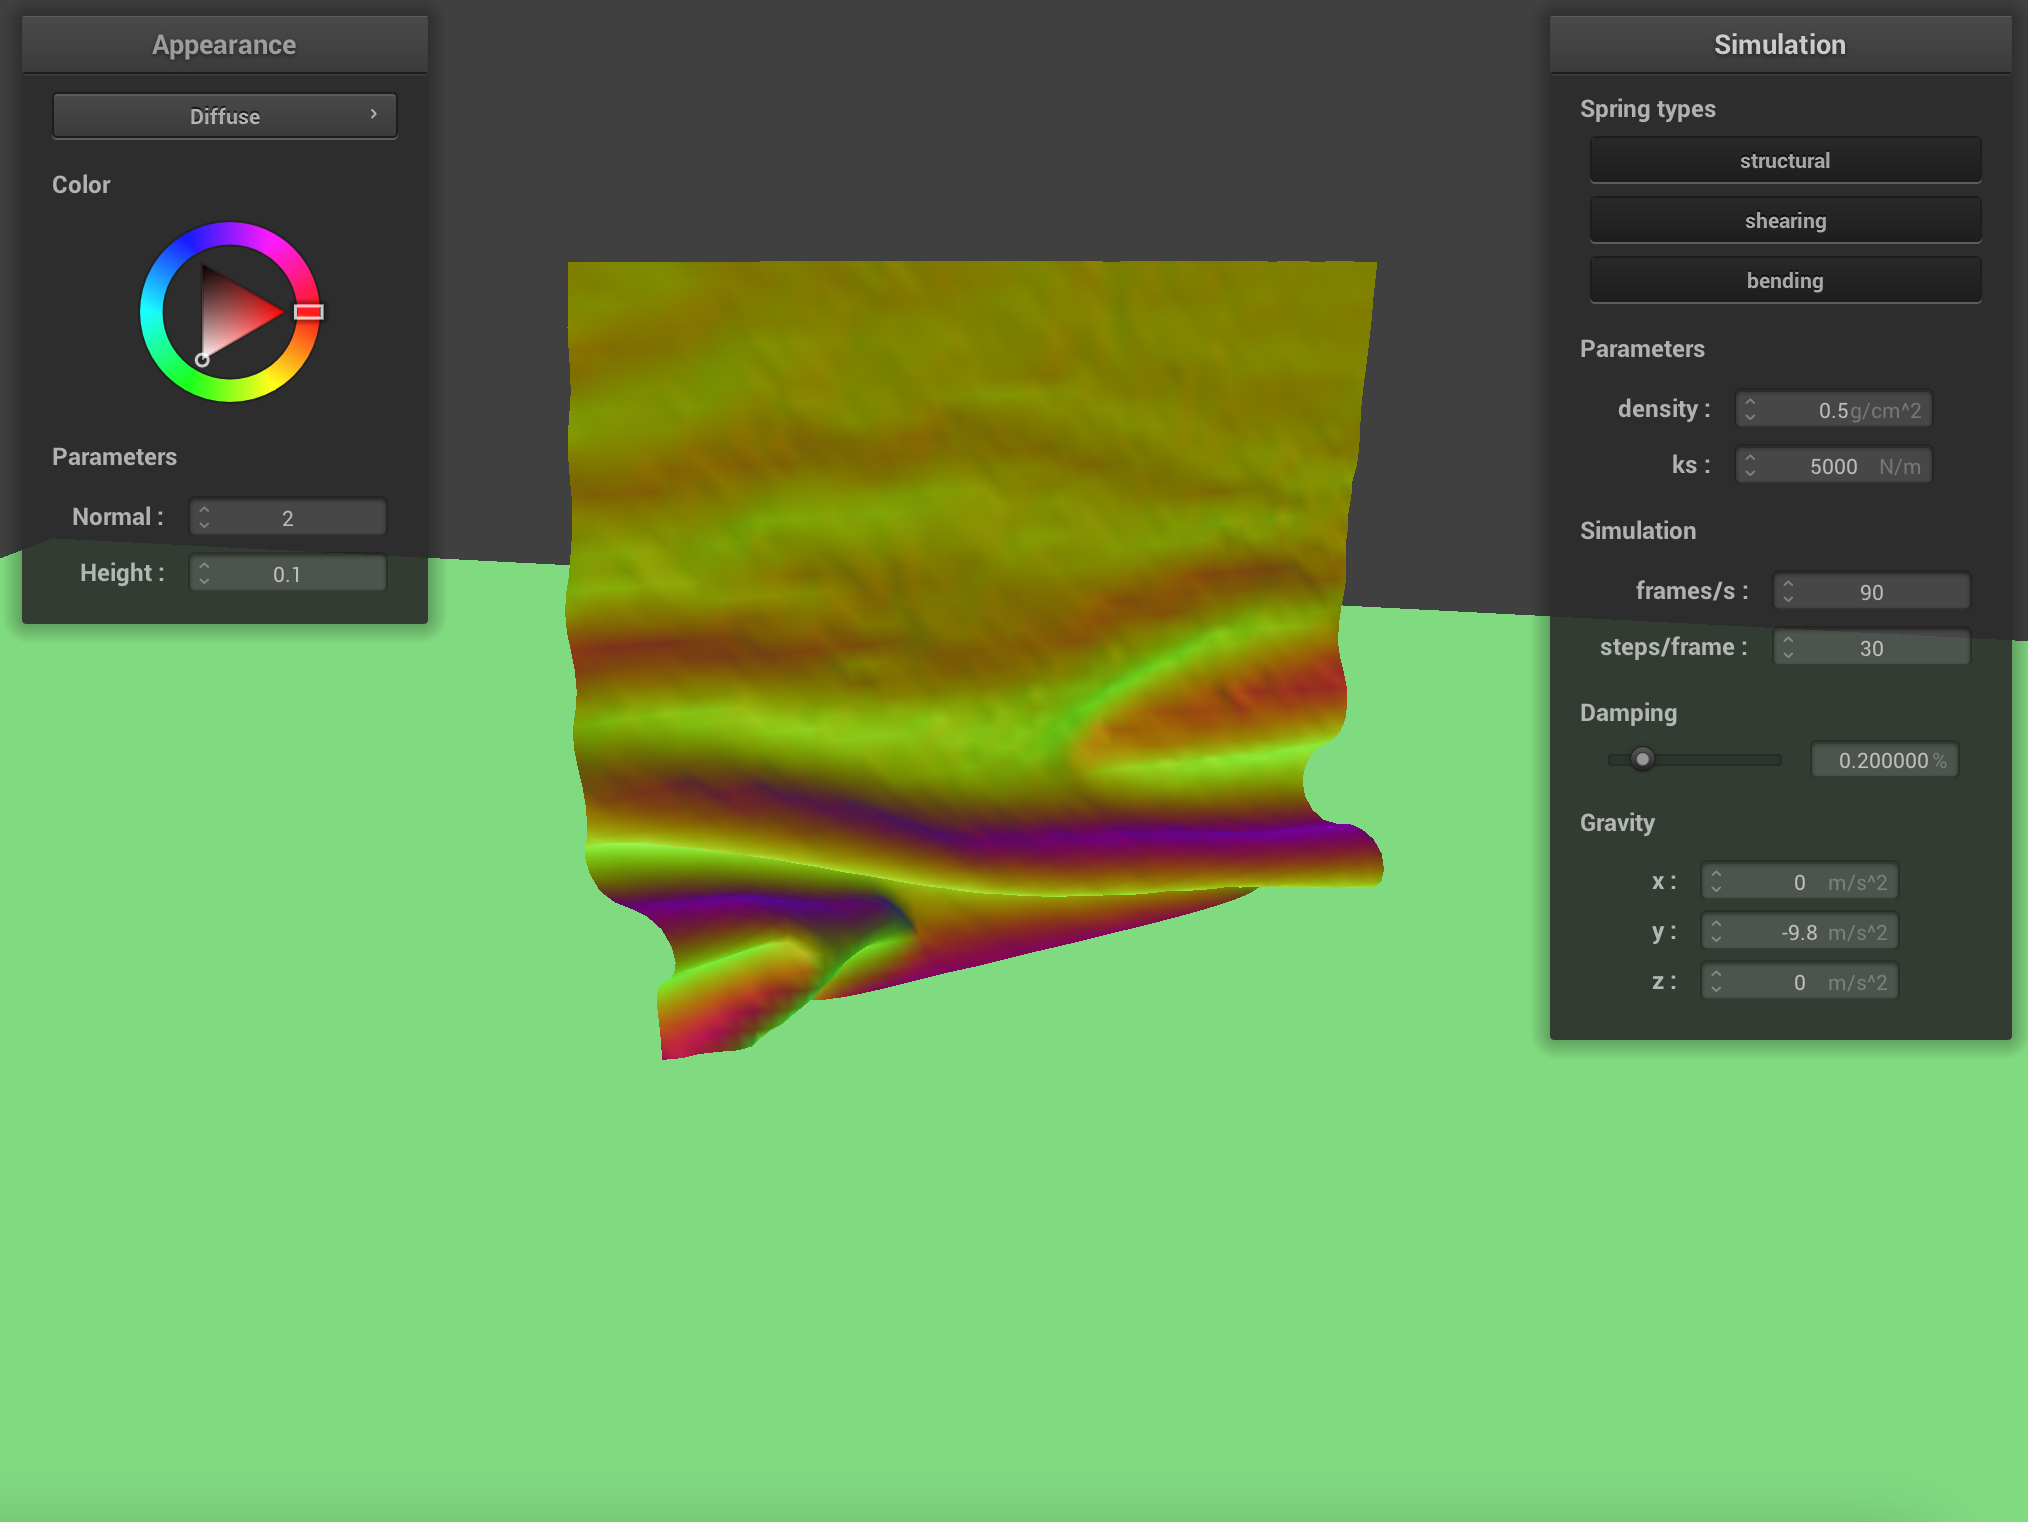 Appearance
Diffuse
Color
Parameters
Normal : 2
Height : 0.1
Simulation
Spring types
structural
shearing
bending
Parameters
density : 0.5 g/cm^2
ks : 5000 N/m
Simulation
frames/s : 90
steps/frame : 30
Damping
0.200000 %
Gravity
x : 0 m/s^2
y : -9.8 m/s^2
z : 0 m/s^2